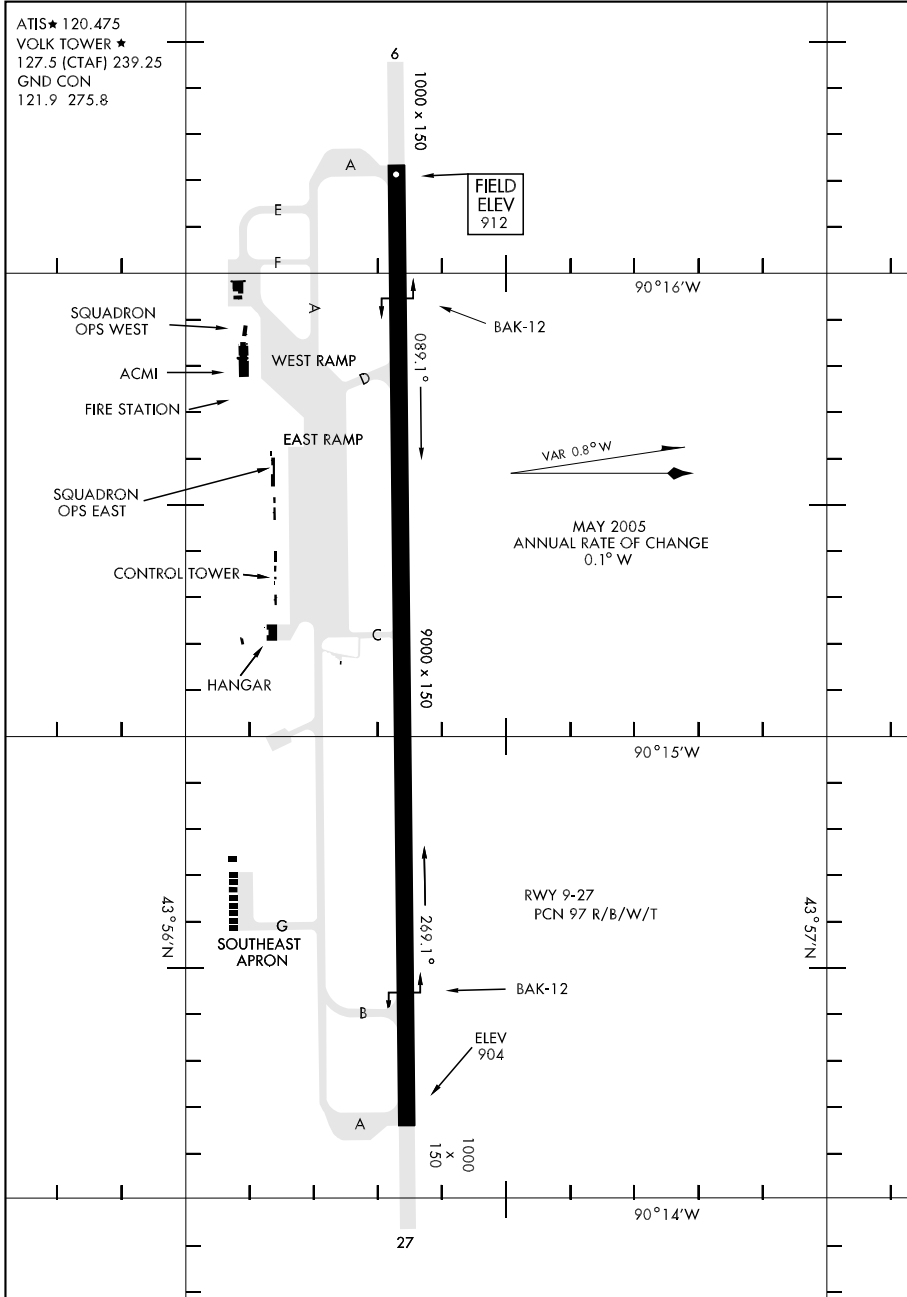 ATIS★ 120.475
VOLK TOWER ★
127.5 (CTAF) 239.25
GND CON
121.9 275.8
6
1000 x 150
A
FIELD
ELEV
912
E
F
90°16'W
A
SQUADRON
OPS WEST
BAK-12
WEST RAMP
089.1°
ACMI
D
FIRE STATION
EAST RAMP
VAR 0.8°W
SQUADRON
OPS EAST
MAY 2005
ANNUAL RATE OF CHANGE
0.1° W
CONTROL TOWER
C
9000 x 150
HANGAR
90°15'W
RWY 9-27
PCN 97 R/B/W/T
43°56'N
43°57'N
G
269.1°
SOUTHEAST
APRON
BAK-12
B
ELEV
904
A
1000
x
150
90°14'W
27